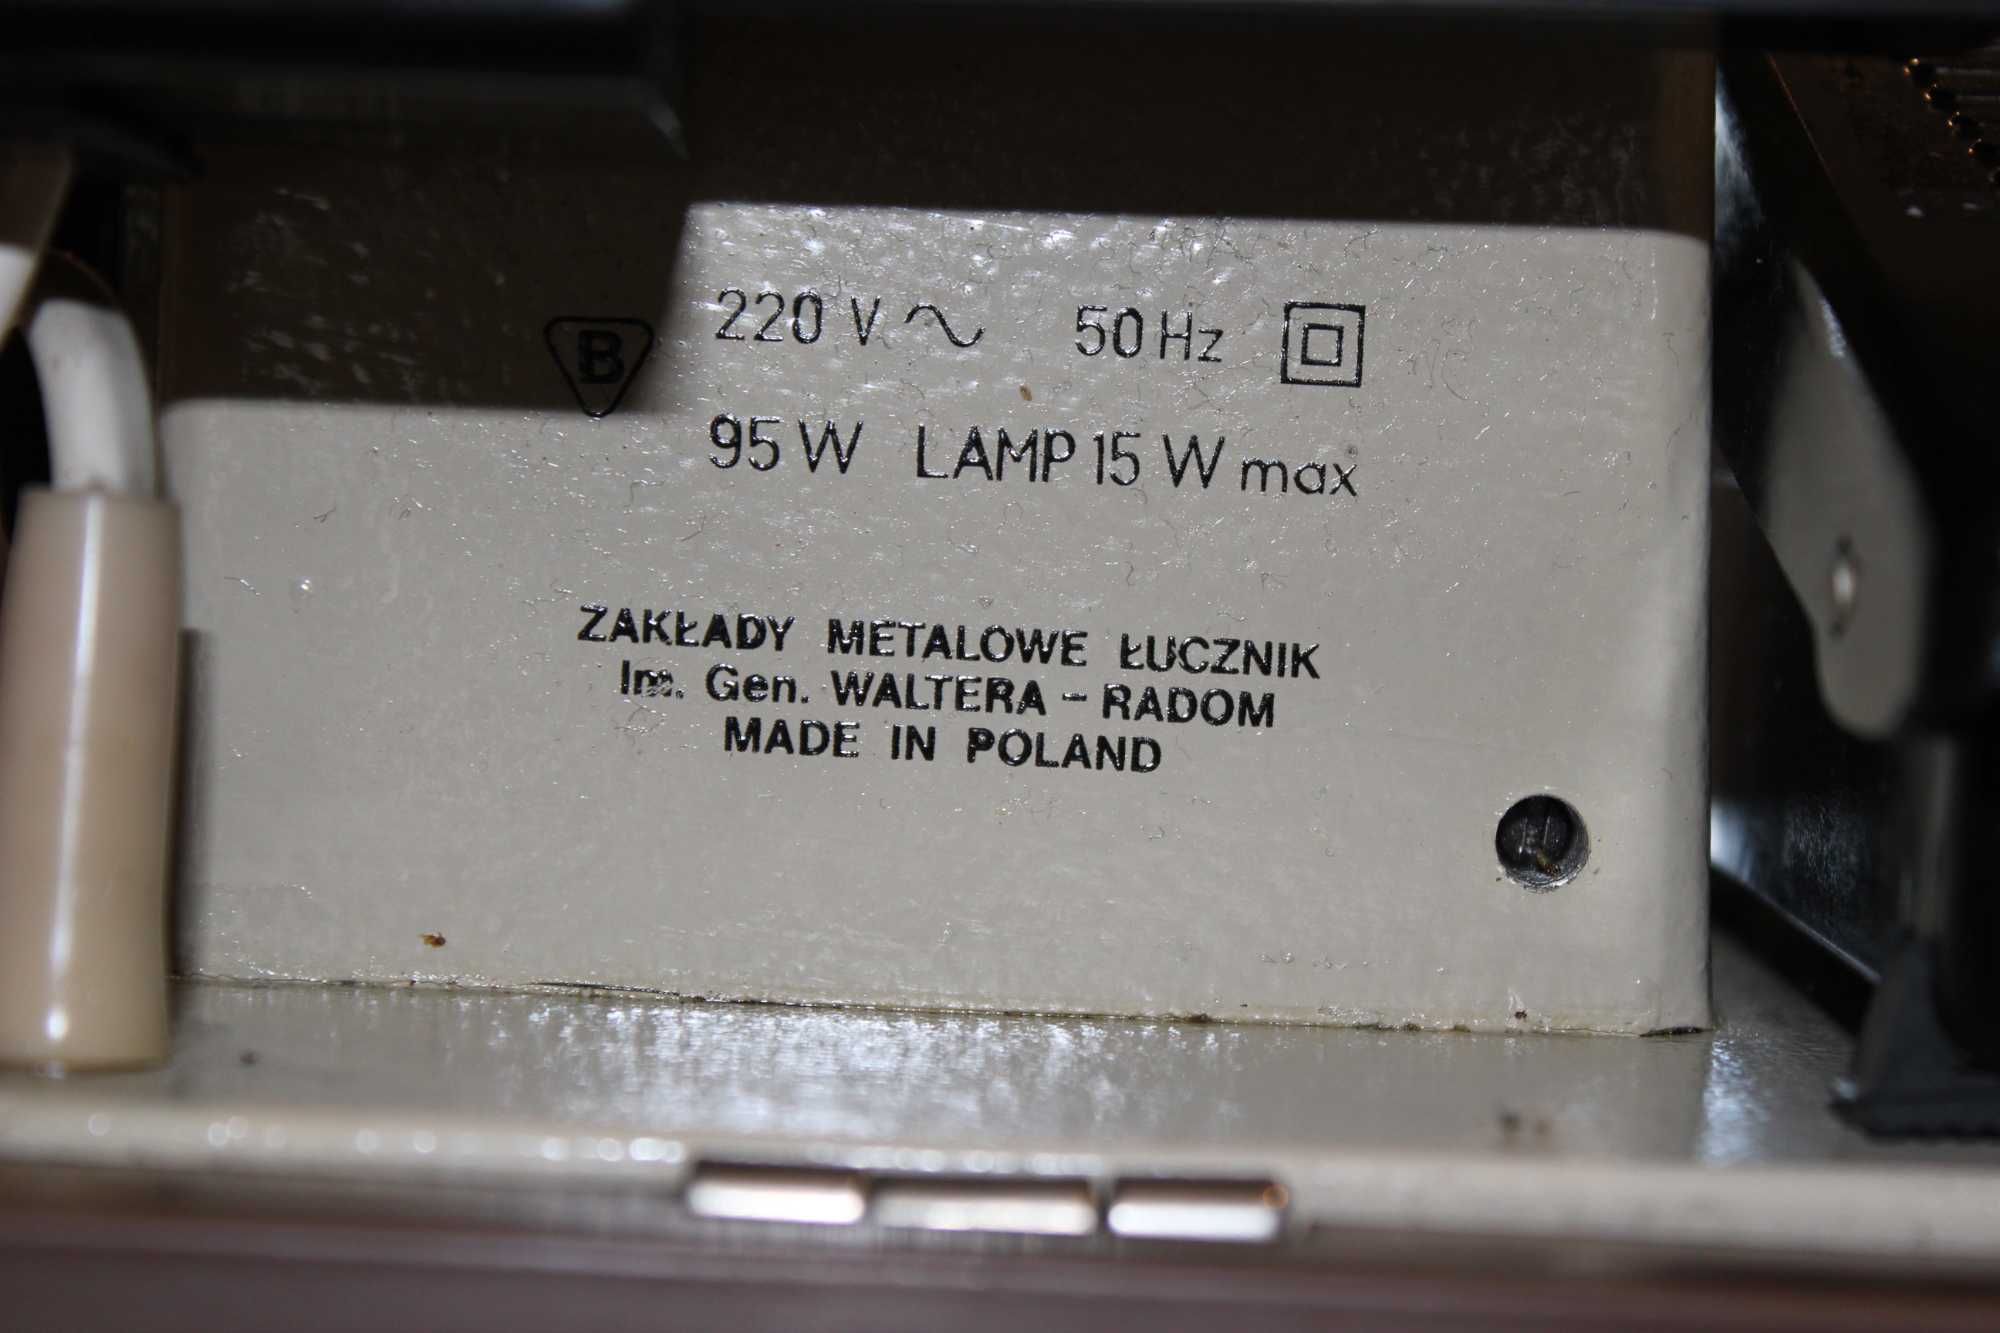 B 220 V ~ 50 Hz
95 W LAMP 15 W max
ZAKŁADY METALOWE ŁUCZNIK
Im. Gen. WALTERA - RADOM
MADE IN POLAND